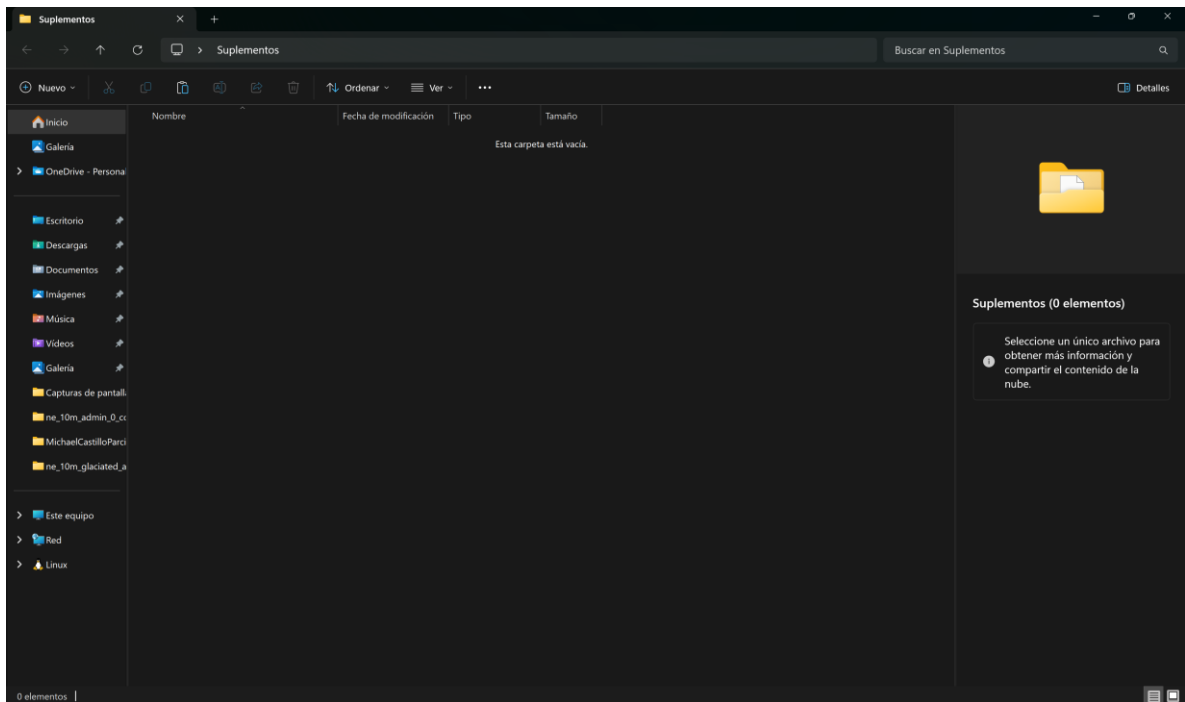 Suplementos
Suplementos
Buscar en Suplementos
Nuevo
Ordenar
Ver
Detalles
Nombre
Fecha de modificación
Tipo
Tamaño
Esta carpeta está vacía.
Inicio
Galería
OneDrive - Personal
Escritorio
Descargas
Documentos
Imágenes
Música
Vídeos
Galería
Capturas de pantall
ne_10m_admin_0_cc
MichaelCastilloParci
ne_10m_glaciated_a
Este equipo
Red
Linux
Suplementos (0 elementos)
Seleccione un único archivo para
obtener más información y
compartir el contenido de la
nube.
0 elementos